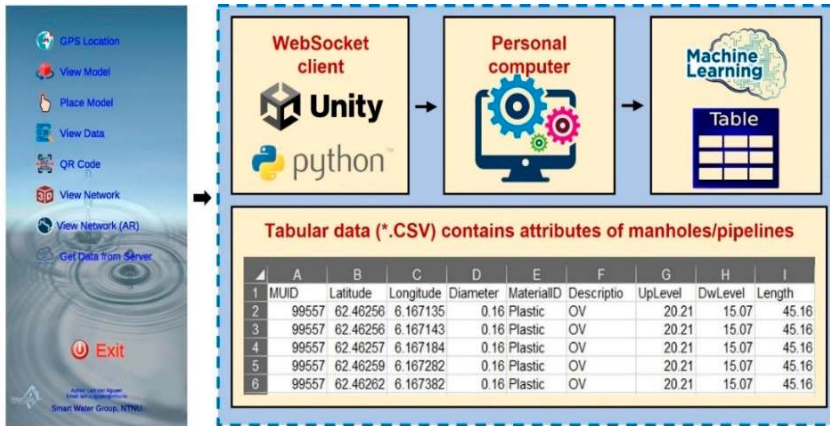 GPS Location
View Model
Place Model
View Data
QR Code
3D
View Network
View Network (AR)
Get Data from Server
Exit
Smart Water Group, NTNU
WebSocket
client
Unity
python
Personal
computer
Machine
Learning
Table
Tabular data (*.CSV) contains attributes of manholes/pipelines
A B C D E F G H I
1 MUID Latitude Longitude Diameter MaterialID Descriptio UpLevel DwLevel Length
2 99557 62.46256 6.167135 0.16 Plastic OV 20.21 15.07 45.16
3 99557 62.46256 6.167143 0.16 Plastic OV 20.21 15.07 45.16
4 99557 62.46257 6.167184 0.16 Plastic OV 20.21 15.07 45.16
5 99557 62.46259 6.167282 0.16 Plastic OV 20.21 15.07 45.16
6 99557 62.46262 6.167382 0.16 Plastic OV 20.21 15.07 45.16